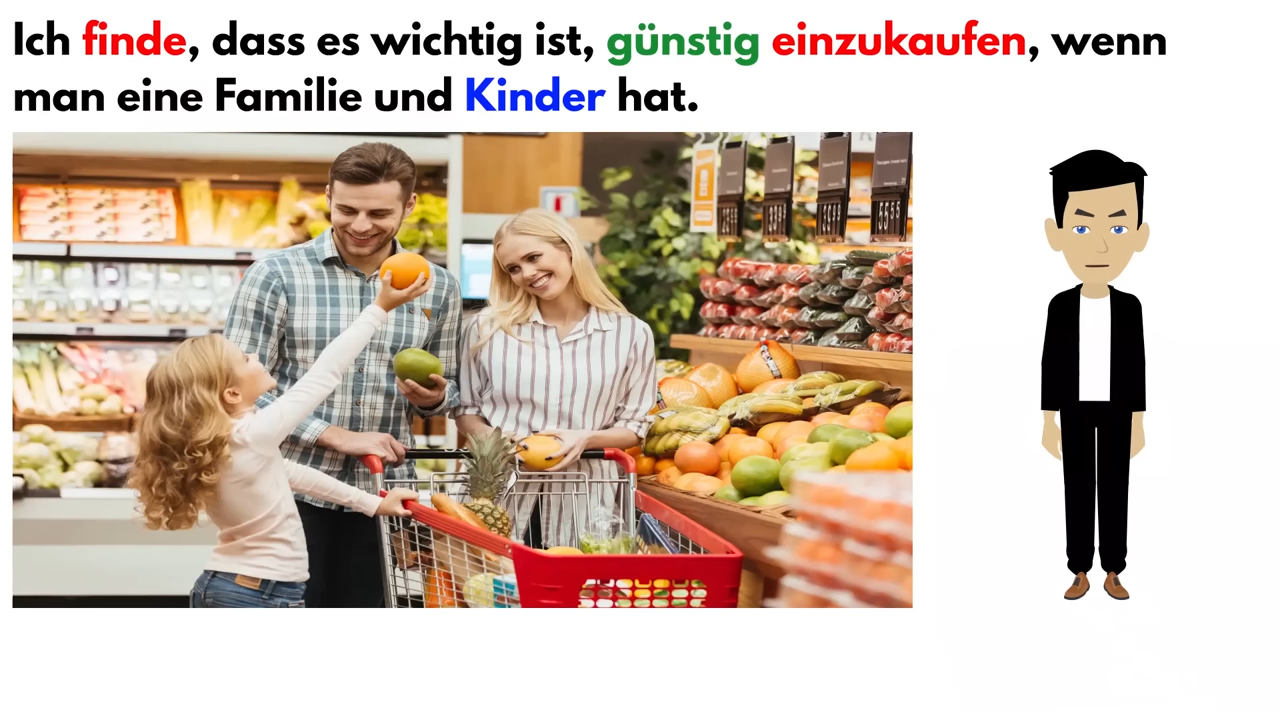 Ich finde, dass es wichtig ist, günstig einzukaufen, wenn
man eine Familie und Kinder hat.